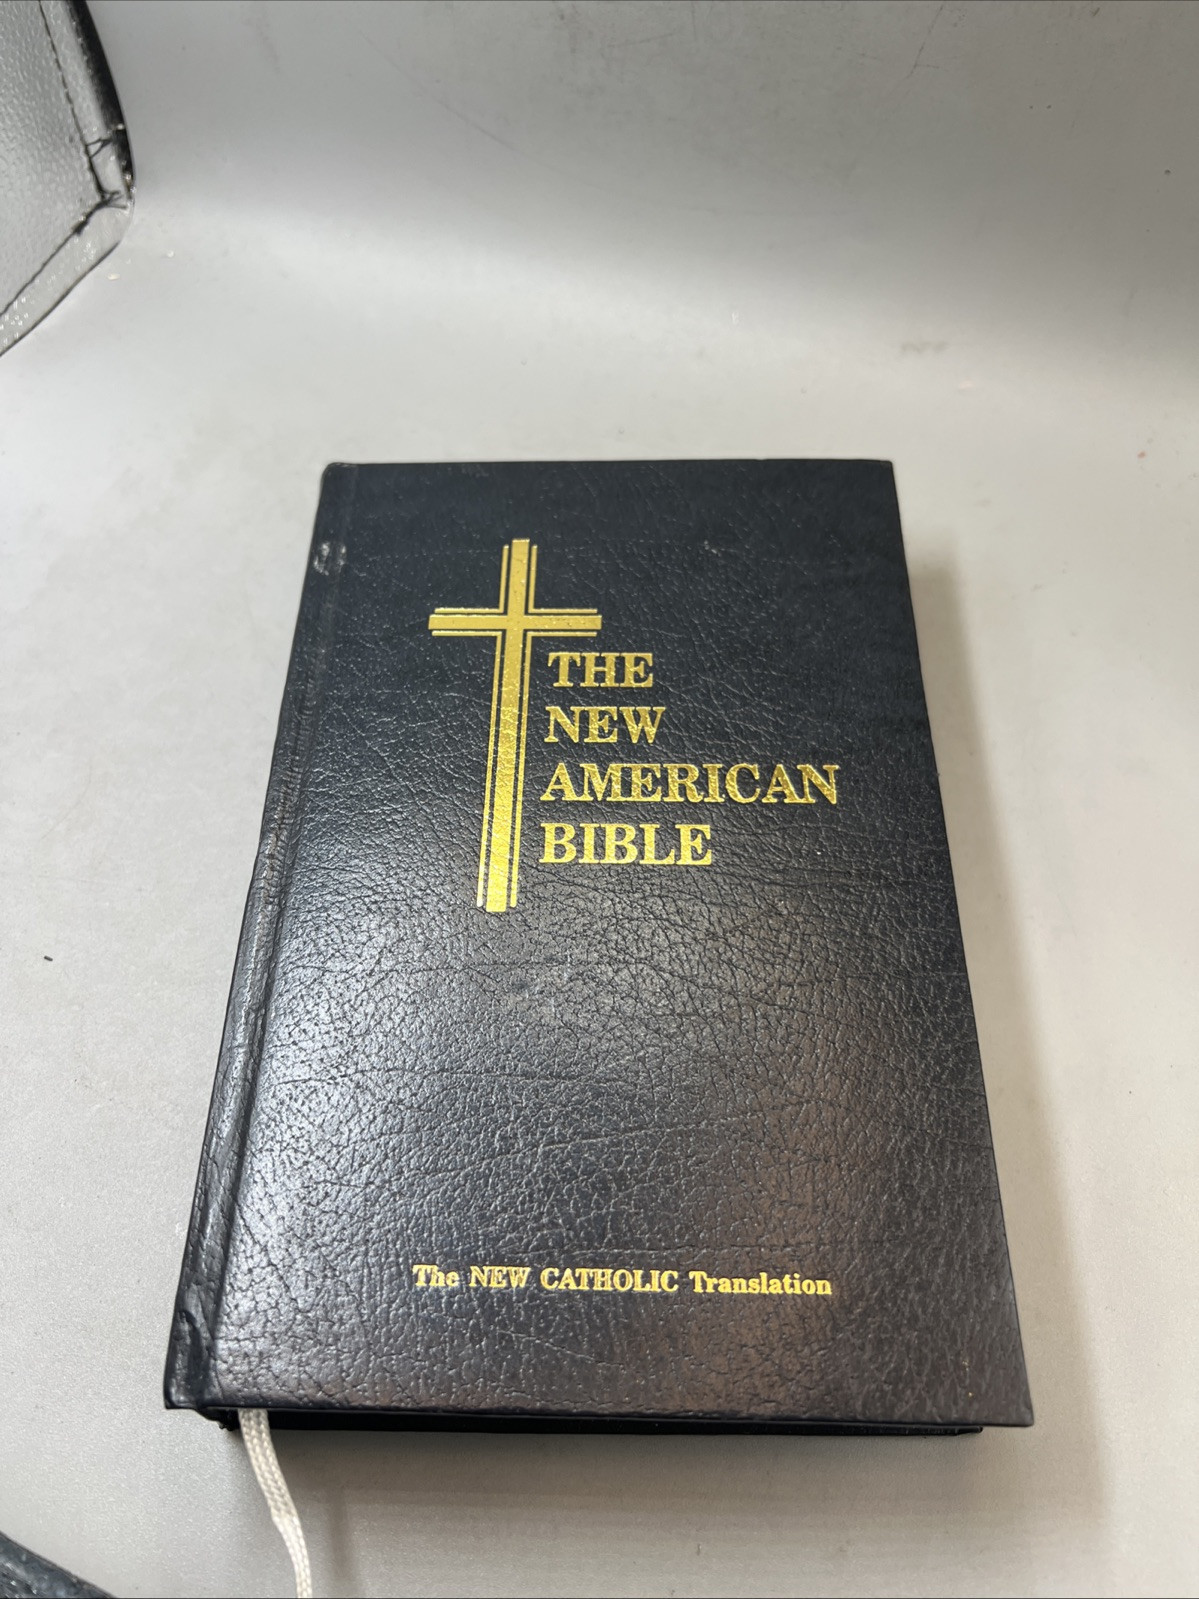 THE
NEW
AMERICAN
BIBLE
The NEW CATHOLIC Translation